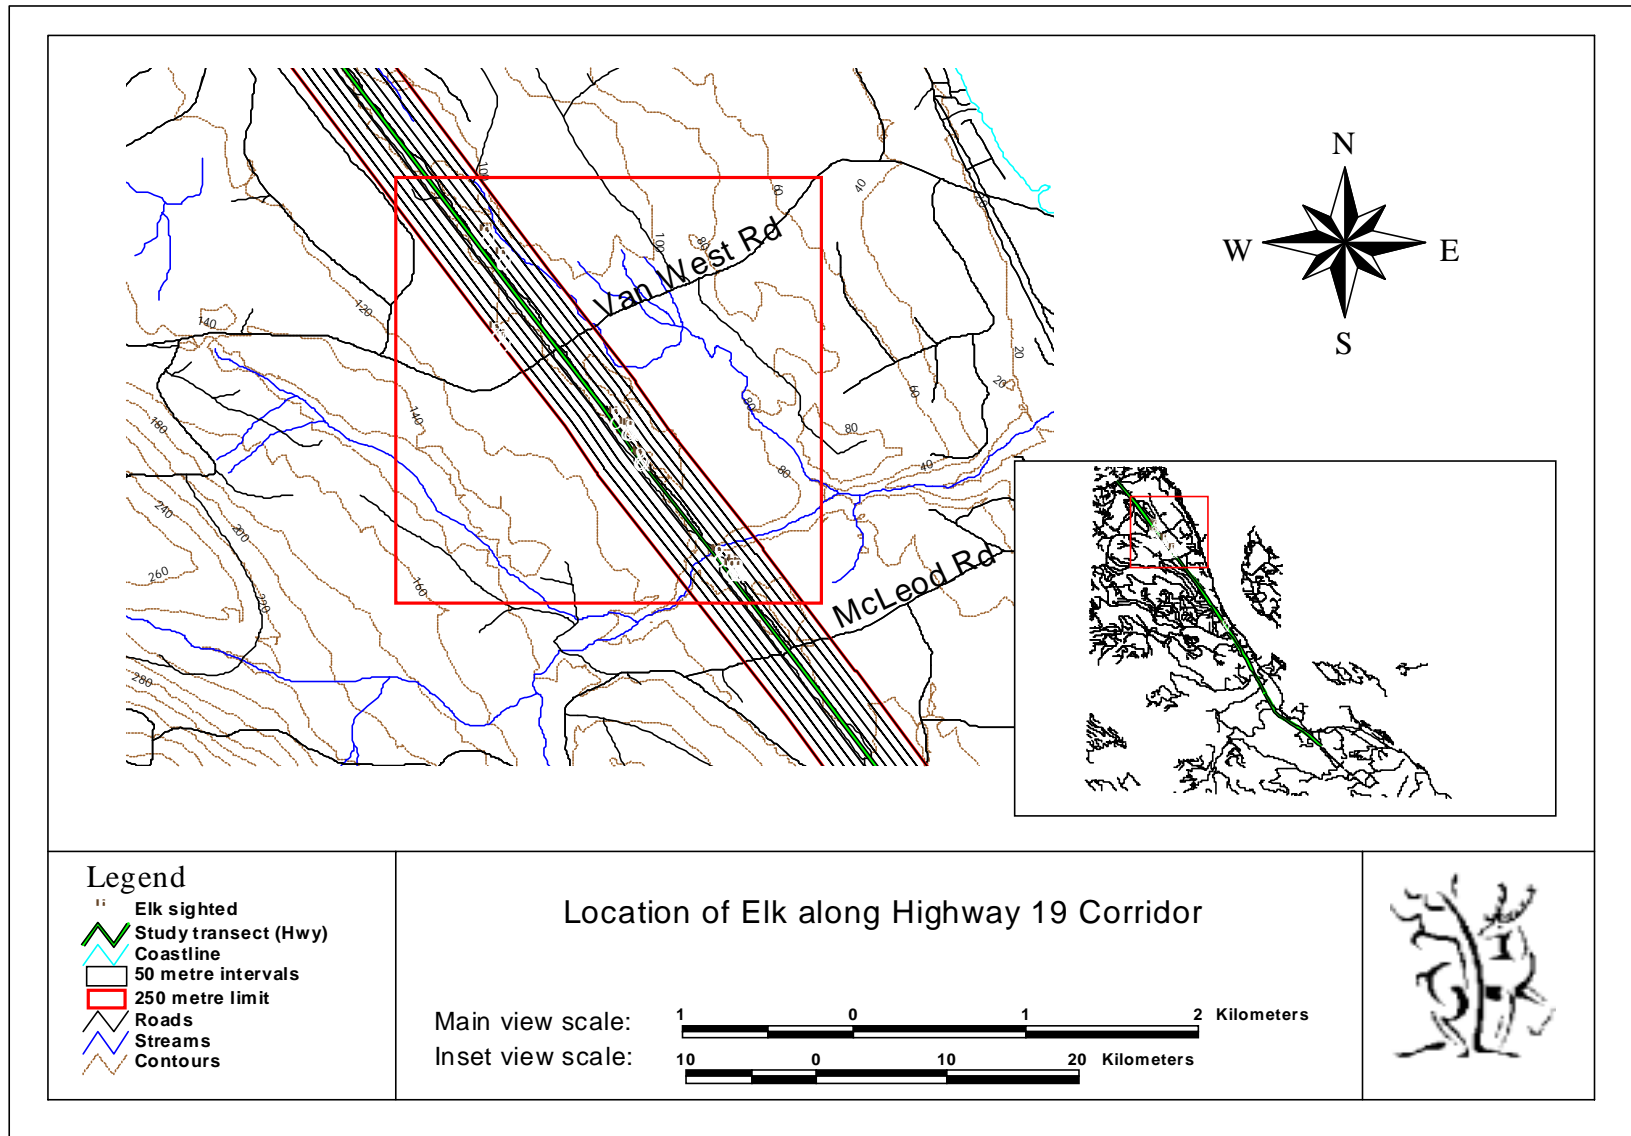 100
60
40
20
N
W
E
S
100
80
Van West Rd
120
140
20
20
60
140
80
80
180
80
40
240
200
260
220
160
McLeod Rd
280
Legend
Elk sighted
Study transect (Hwy)
Coastline
50 metre intervals
250 metre limit
Roads
Streams
Contours
Location of Elk along Highway 19 Corridor
Main view scale: 1 0 1 2 Kilometers
Inset view scale: 10 0 10 20 Kilometers